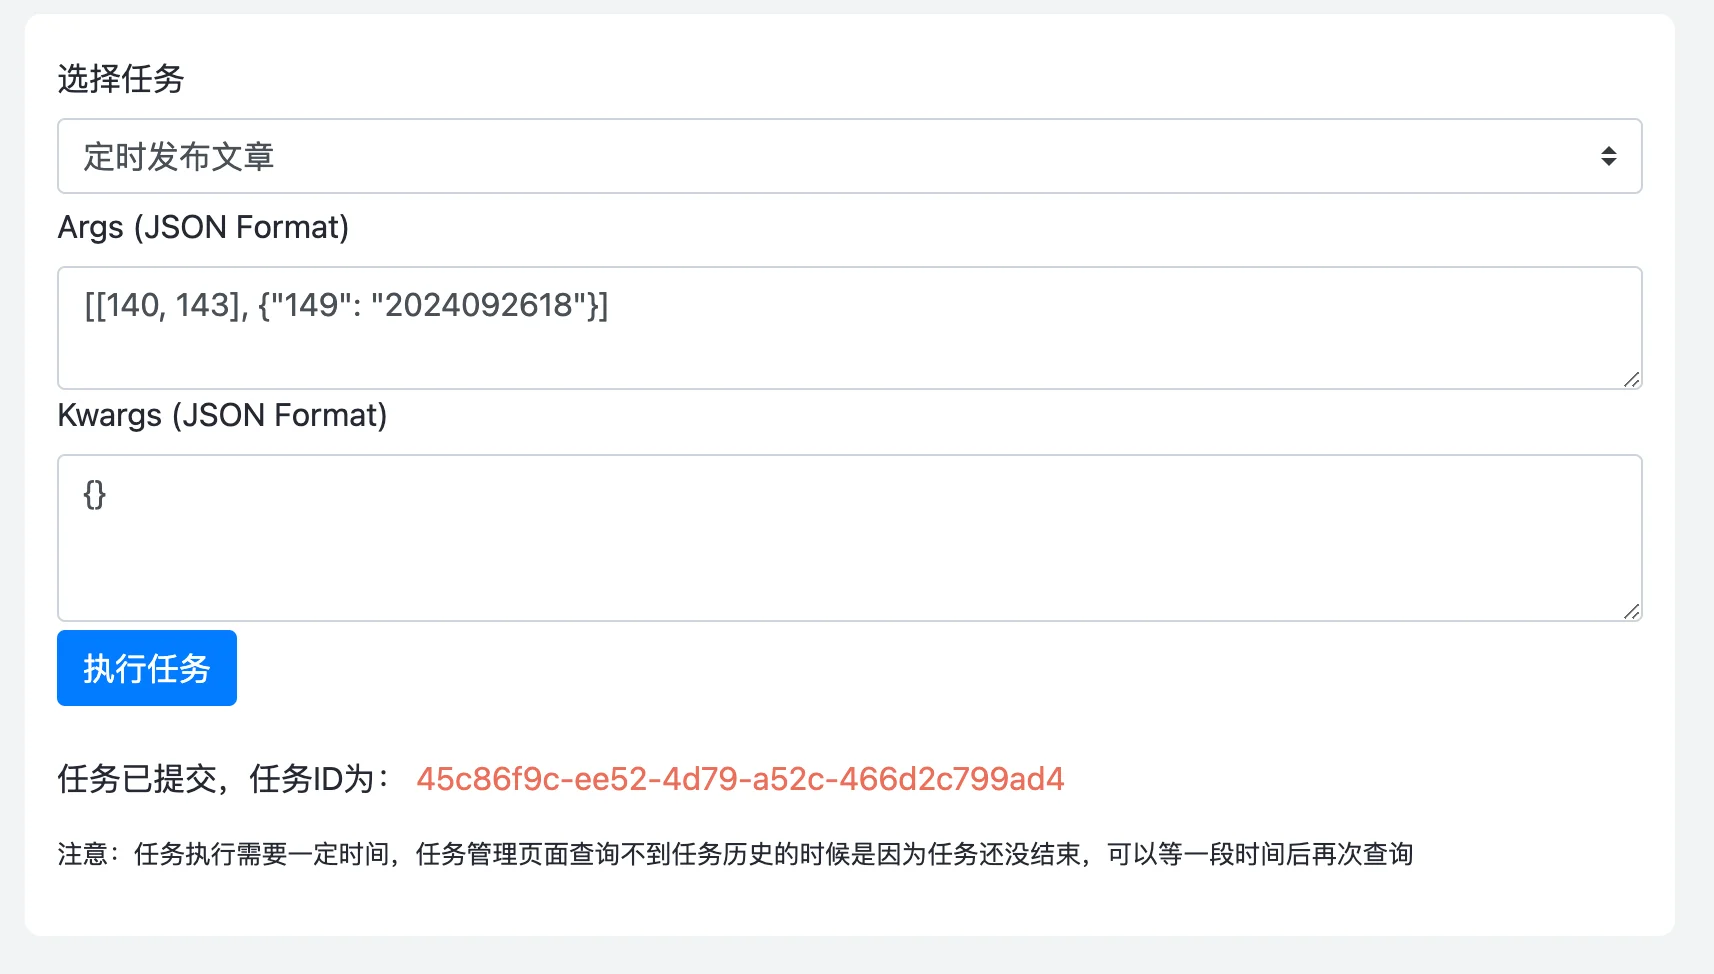 选择任务
定时发布文章
Args (JSON Format)
[[140, 143], {"149": "2024092618"}]
Kwargs (JSON Format)
{}
执行任务
任务已提交，任务ID为： 45c86f9c-ee52-4d79-a52c-466d2c799ad4
注意：任务执行需要一定时间，任务管理页面查询不到任务历史的时候是因为任务还没结束，可以等一段时间后再次查询